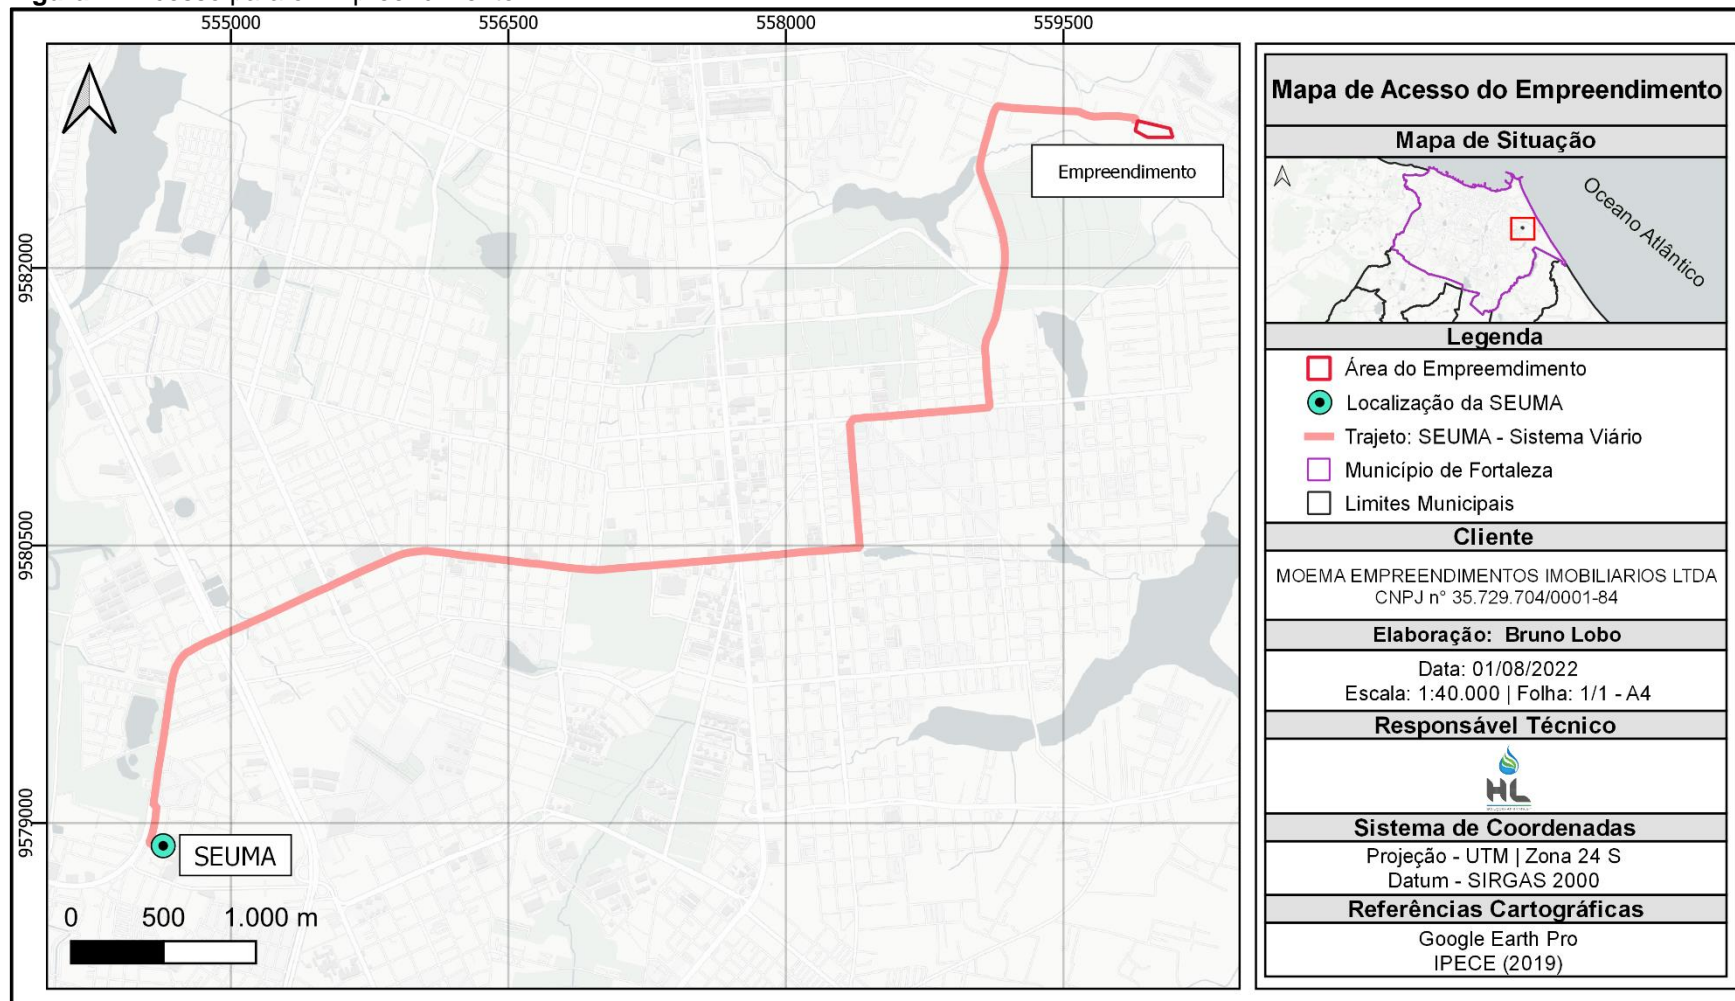 555000 556500 558000 559500
9582000
9580500
9579000
Empreendimento
SEUMA
0 500 1.000 m
Mapa de Acesso do Empreendimento
Mapa de Situação
Oceano Atlântico
Legenda
Área do Empreemdimento
Localização da SEUMA
Trajeto: SEUMA - Sistema Viário
Município de Fortaleza
Limites Municipais
Cliente
MOEMA EMPREENDIMENTOS IMOBILIARIOS LTDA
CNPJ n° 35.729.704/0001-84
Elaboração: Bruno Lobo
Data: 01/08/2022
Escala: 1:40.000 | Folha: 1/1 - A4
Responsável Técnico
HL
Sistema de Coordenadas
Projeção - UTM | Zona 24 S
Datum - SIRGAS 2000
Referências Cartográficas
Google Earth Pro
IPECE (2019)